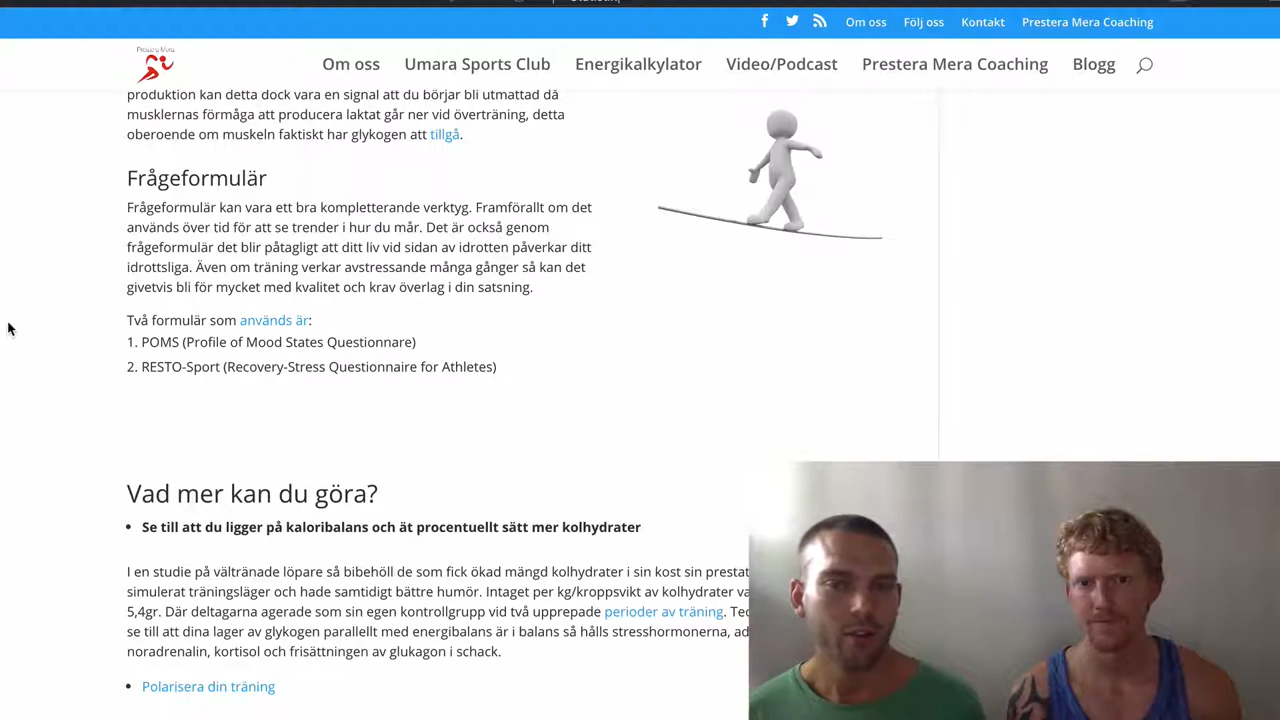 Om oss Följ oss Kontakt Prestera Mera Coaching
Prestera Mera
Om oss Umara Sports Club Energikalkylator Video/Podcast Prestera Mera Coaching Blogg
produktion kan detta dock vara en signal att du börjar bli utmattad då
musklernas förmåga att producera laktat går ner vid överträning, detta
oberoende om muskeln faktiskt har glykogen att tillgå.
Frågeformulär
Frågeformulär kan vara ett bra kompletterande verktyg. Framförallt om det
används över tid för att se trender i hur du mår. Det är också genom
frågeformulär det blir påtagligt att ditt liv vid sidan av idrotten påverkar ditt
idrottsliga. Även om träning verkar avstressande många gånger så kan det
givetvis bli för mycket med kvalitet och krav överlag i din satsning.
Två formulär som används är:
1. POMS (Profile of Mood States Questionnare)
2. RESTO-Sport (Recovery-Stress Questionnaire for Athletes)
Vad mer kan du göra?
• Se till att du ligger på kaloribalans och ät procentuellt sätt mer kolhydrater
I en studie på vältränade löpare så bibehöll de som fick ökad mängd kolhydrater i sin kost sin prestat
simulerat träningsläger och hade samtidigt bättre humör. Intaget per kg/kroppsvikt av kolhydrater va
5,4gr. Där deltagarna agerade som sin egen kontrollgrupp vid två upprepade perioder av träning. Teo
se till att dina lager av glykogen parallellt med energibalans är i balans så hålls stresshormonerna, ad
noradrenalin, kortisol och frisättningen av glukagon i schack.
• Polarisera din träning